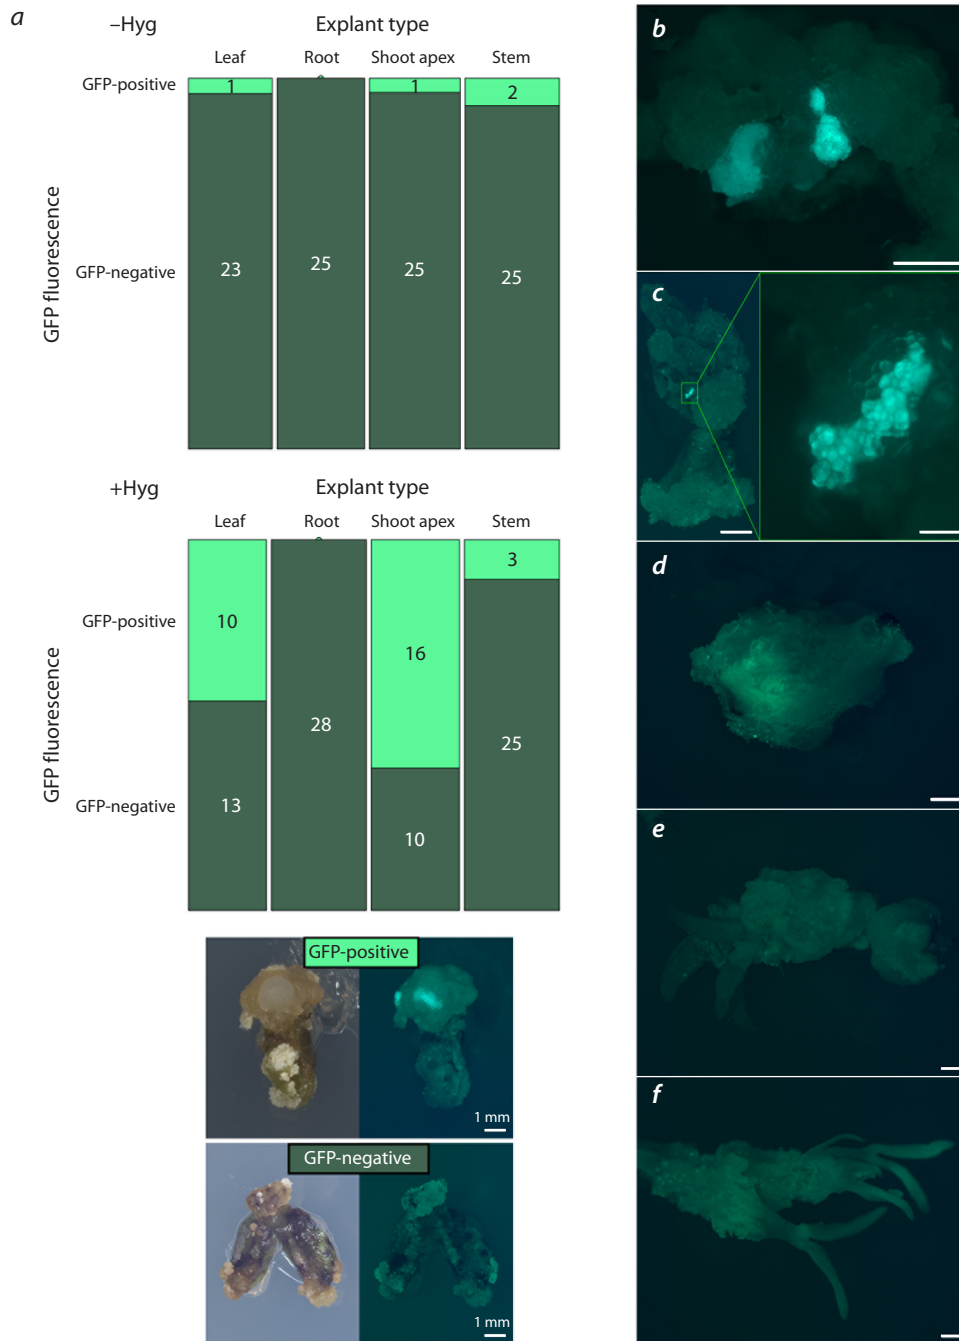 a
–Hyg
Explant type
Leaf
Root
Shoot apex
Stem
GFP-positive
1
1
2
GFP fluorescence
GFP-negative
23
25
25
25
+Hyg
Explant type
Leaf
Root
Shoot apex
Stem
3
GFP-positive
10
16
GFP fluorescence
28
25
GFP-negative
13
10
GFP-positive
1 mm
GFP-negative
1 mm
b
c
d
e
f